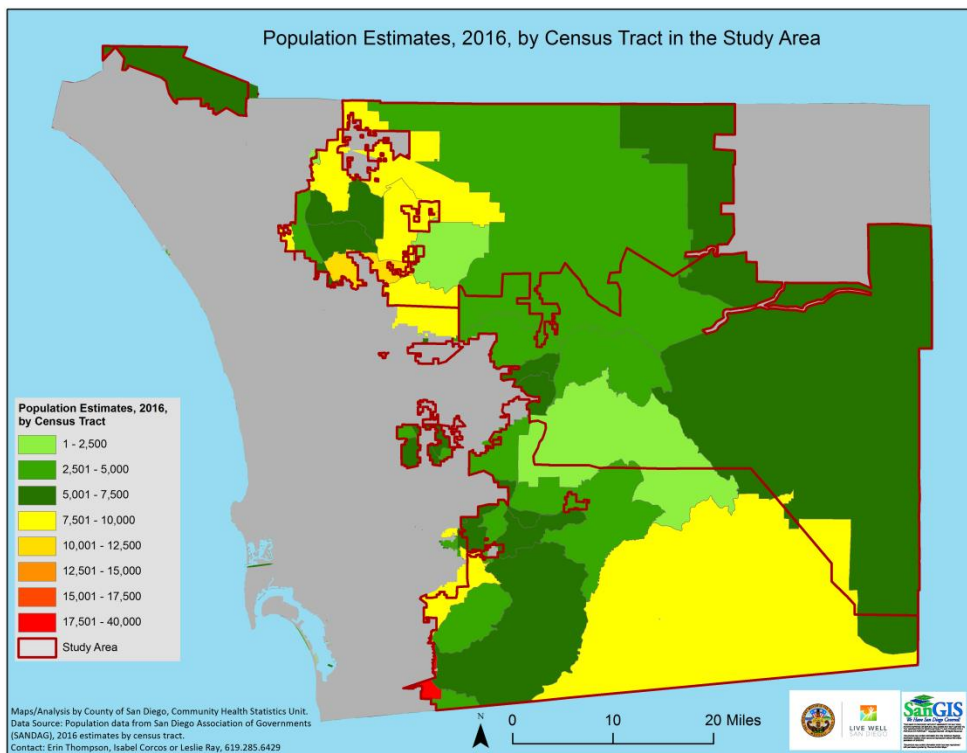 Population Estimates, 2016, by Census Tract in the Study Area
Population Estimates, 2016,
by Census Tract
1 - 2,500
2,501 - 5,000
5,001 - 7,500
7,501 - 10,000
10,001 - 12,500
12,501 - 15,000
15,001 - 17,500
17,501 - 40,000
Study Area
Maps/Analysis by County of San Diego, Community Health Statistics Unit.
Data Source: Population data from San Diego Association of Governments
(SANDAG), 2016 estimates by census tract.
Contact: Erin Thompson, Isabel Corcos or Leslie Ray, 619.285.6429
N
0 10 20 Miles
LIVE WELL
SAN DIEGO
SanGIS
We Have San Diego Covered!